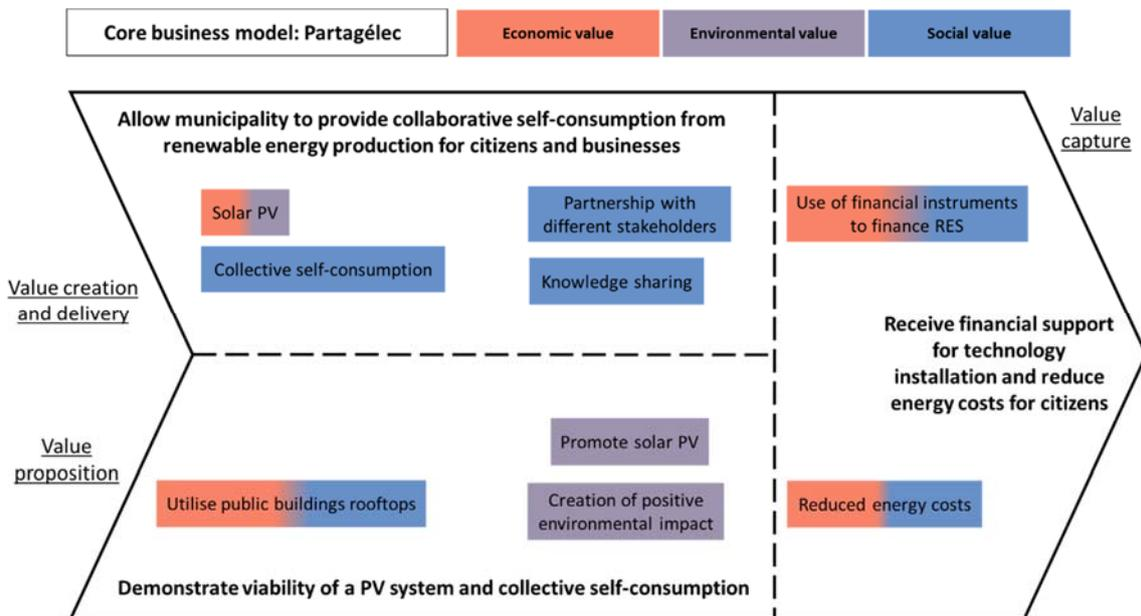 Core business model: Partagélec
Economic value
Environmental value
Social value
Allow municipality to provide collaborative self-consumption from
renewable energy production for citizens and businesses
Value
capture
Solar PV
Partnership with
different stakeholders
Use of financial instruments
to finance RES
Collective self-consumption
Knowledge sharing
Value creation
and delivery
Receive financial support
for technology
installation and reduce
energy costs for citizens
Value
proposition
Promote solar PV
Utilise public buildings rooftops
Creation of positive
environmental impact
Reduced energy costs
Demonstrate viability of a PV system and collective self-consumption